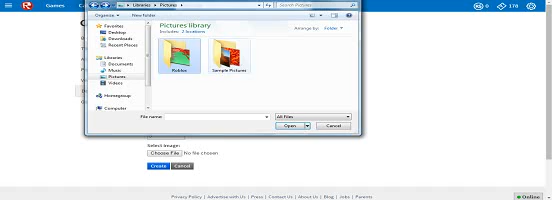 Games
Libraries ▸ Pictures ▸
Search Pictures
0
178
Organize
New folder
Favorites
Desktop
Downloads
Recent Places
Libraries
Documents
Music
Pictures
Videos
Homegroup
Computer
Pictures library
Includes: 2 locations
Arrange by: Folder
Roblox
Sample Pictures
File name:
All Files
Open
Cancel
Select Image:
Choose File No file chosen
Create Cancel
Privacy Policy | Advertise with Us | Press | Contact Us | About Us | Blog | Jobs | Parents
Online